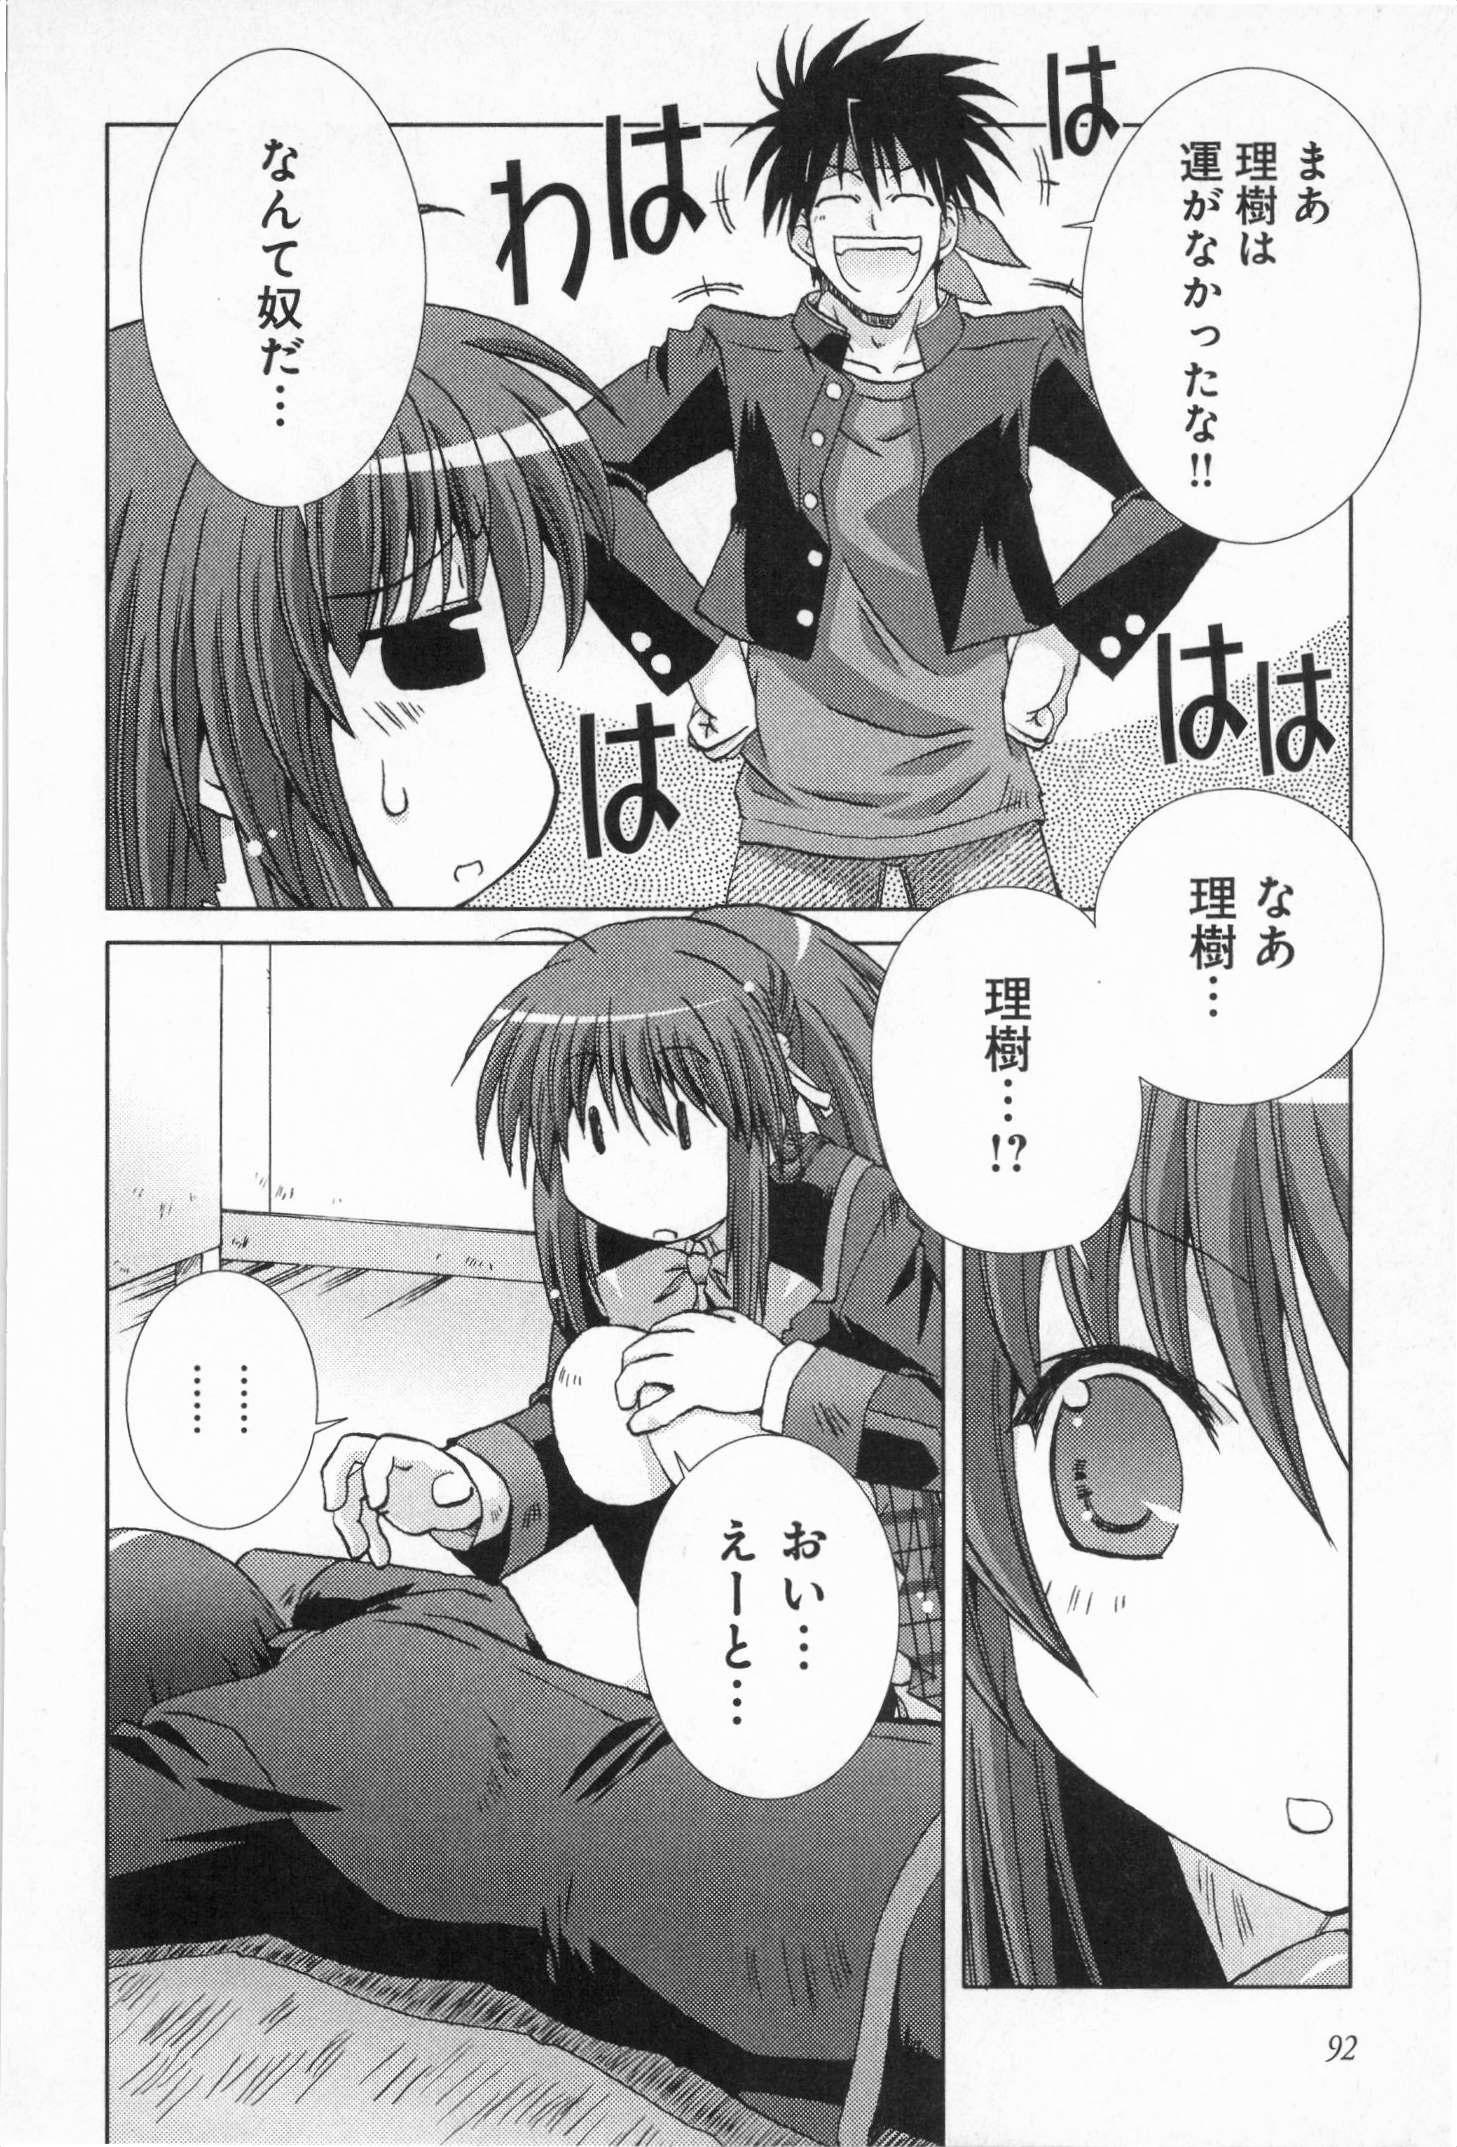 まあ
理樹は
運がなかったな!!
は
は
わ
なんて奴だ…
は
は
は
なあ
理樹…
理樹…!?
おい…
えーと…
……
……
92